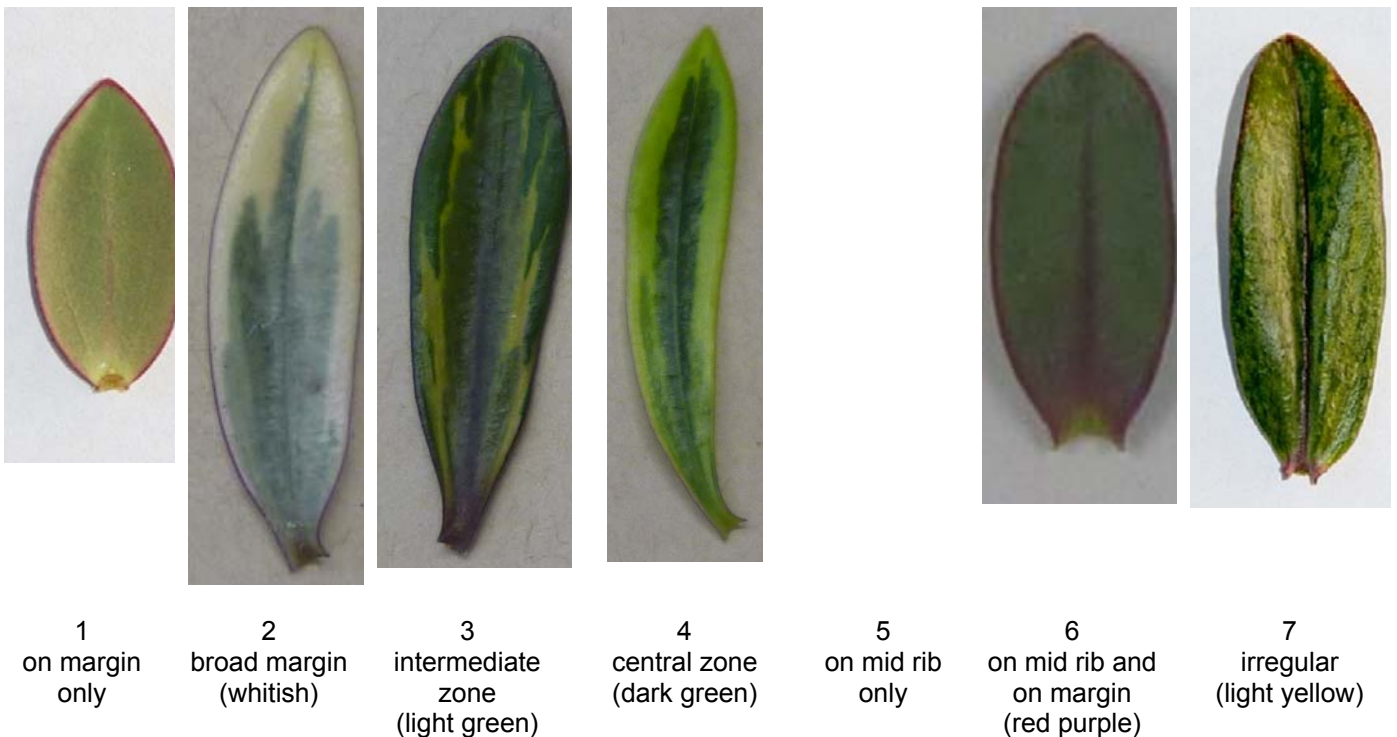 1
on margin
only
2
broad margin
(whitish)
3
intermediate
zone
(light green)
4
central zone
(dark green)
5
on mid rib
only
6
on mid rib and
on margin
(red purple)
7
irregular
(light yellow)